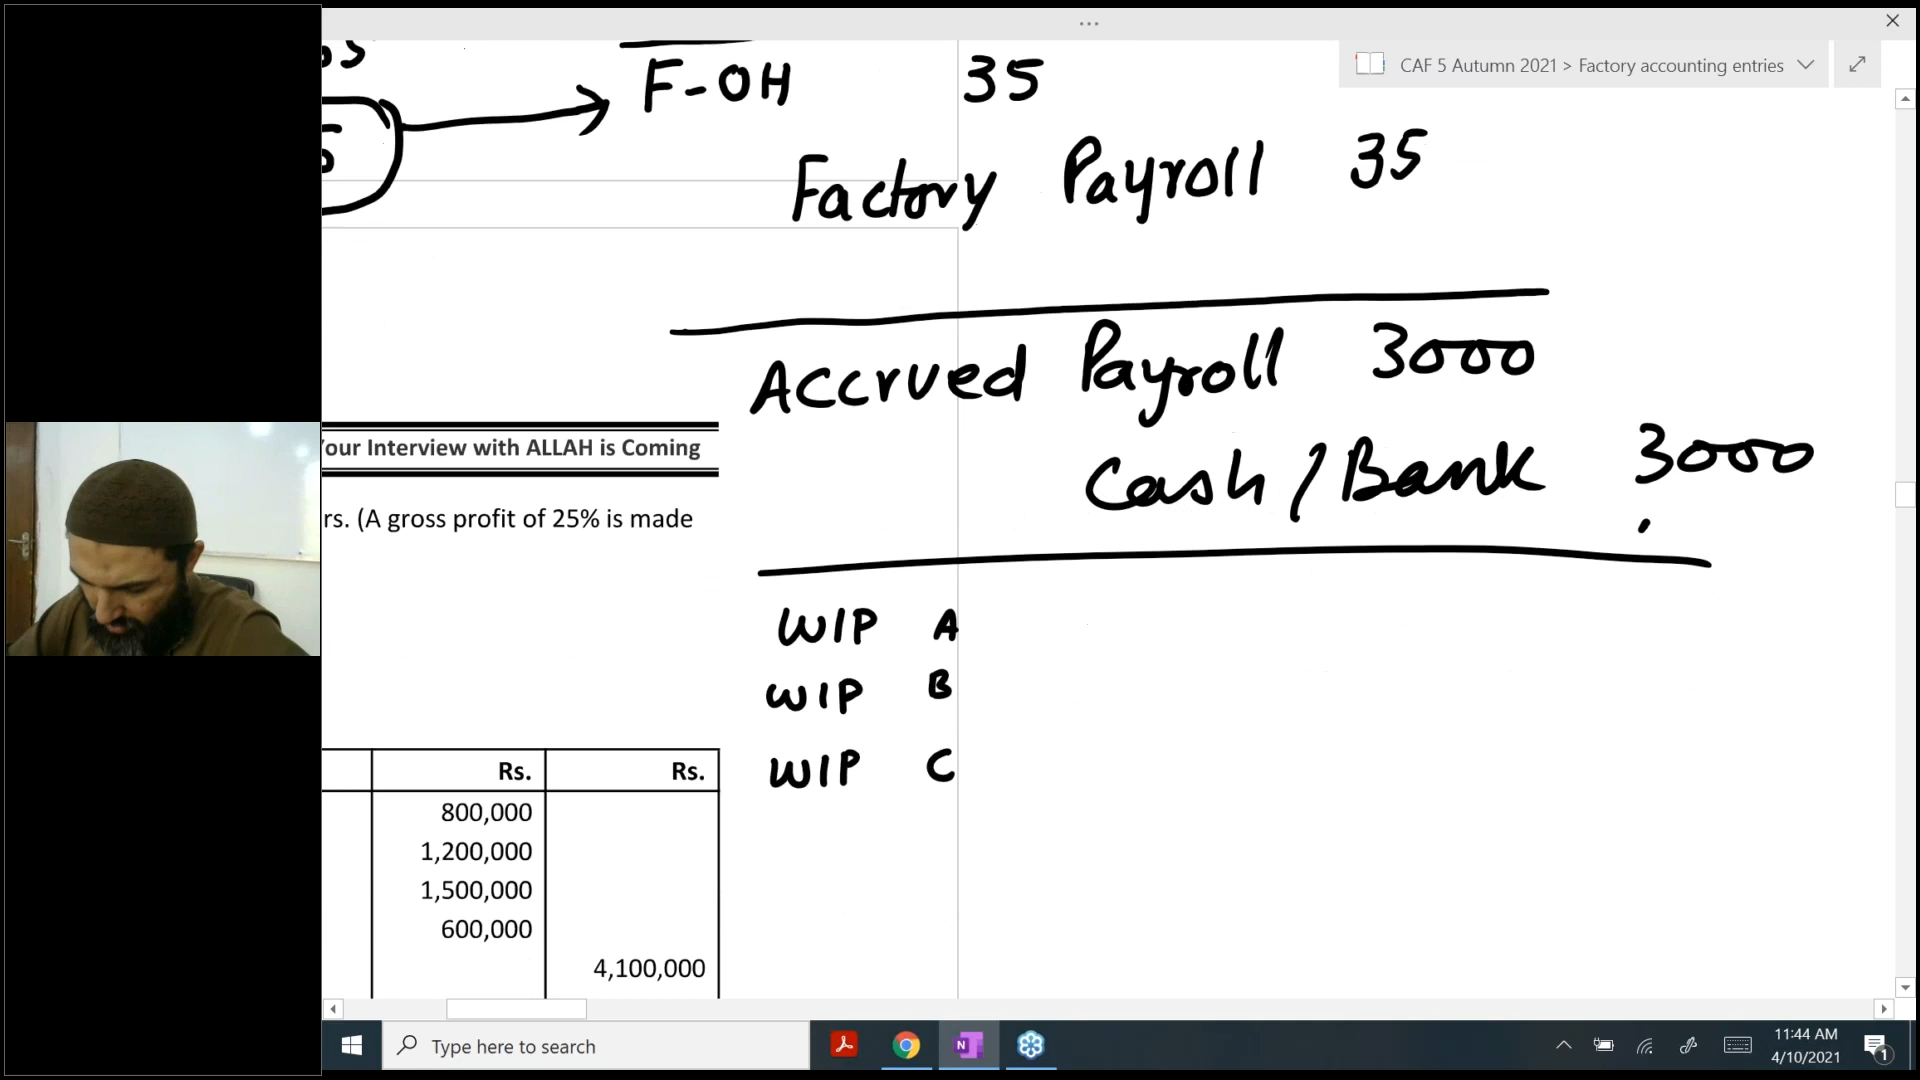 CAF 5 Autumn 2021 > Factory accounting entries
F-OH 35
Factory Payroll 35
Accrued Payroll 3000
Cash/Bank 3000
our Interview with ALLAH is Coming
rs. (A gross profit of 25% is made
WIP A
WIP B
WIP C
Rs. Rs.
800,000
1,200,000
1,500,000
600,000
4,100,000
Type here to search
11:44 AM
4/10/2021
1